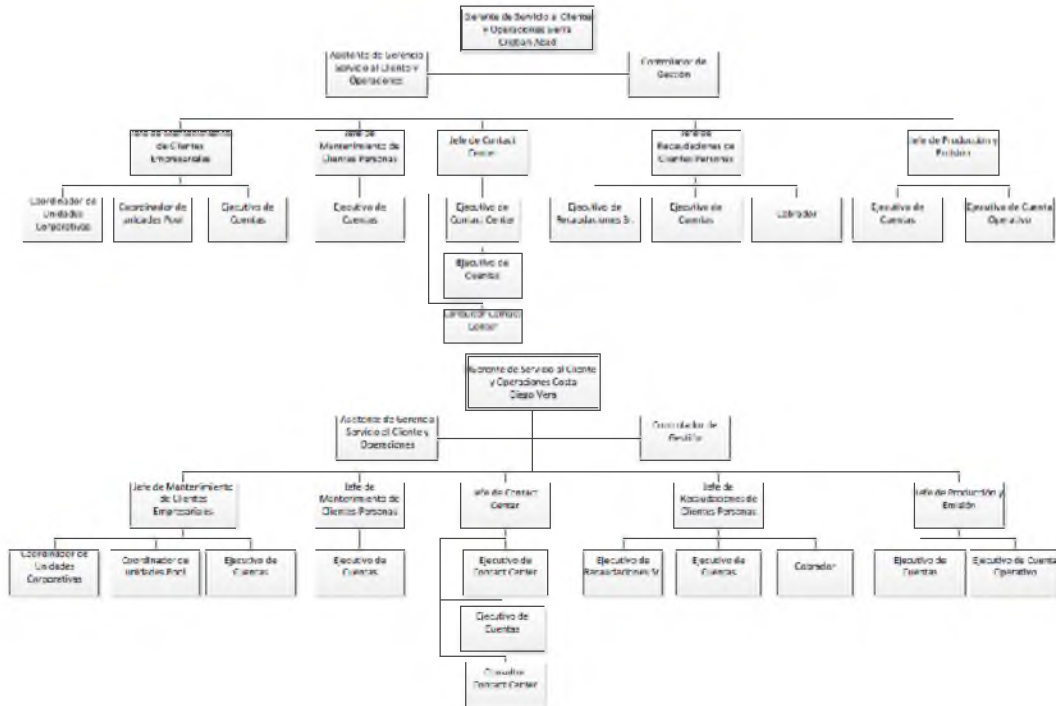 Gerente de Servicio al Cliente
y Operaciones Sierra
Cristian Abad
Asistente de Gerencia
Servicio al Cliente y
Operaciones
Controlador de
Gestión
Jefe de Mantenimiento
de Clientes
Empresariales
Jefe de
Mantenimiento de
Clientes Personas
Jefe de Contact
Center
Jefe de
Recaudaciones de
Clientes Personas
Jefe de Producción y
Emisión
Coordinador de
Unidades
Corporativas
Coordinador de
unidades Pool
Ejecutivo de
Cuentas
Ejecutivo de
Cuentas
Ejecutivo de
Contact Center
Ejecutivo de
Recaudaciones Sr.
Ejecutivo de
Cuentas
Cobrador
Ejecutivo de
Cuentas
Ejecutivo de Cuenta
Operativo
Ejecutivo de
Cuentas
Consultor Contact
Center
Gerente de Servicio al Cliente
y Operaciones Costa
Diego Vera
Asistente de Gerencia
Servicio al Cliente y
Operaciones
Controlador de
Gestión
Jefe de Mantenimiento
de Clientes
Empresariales
Jefe de
Mantenimiento de
Clientes Personas
Jefe de Contact
Center
Jefe de
Recaudaciones de
Clientes Personas
Jefe de Producción y
Emisión
Coordinador de
Unidades
Corporativas
Coordinador de
unidades Pool
Ejecutivo de
Cuentas
Ejecutivo de
Cuentas
Ejecutivo de
Contact Center
Ejecutivo de
Recaudaciones Sr
Ejecutivo de
Cuentas
Cobrador
Ejecutivo de
Cuentas
Ejecutivo de Cuenta
Operativo
Ejecutivo de
Cuentas
Consultor
Contact Center